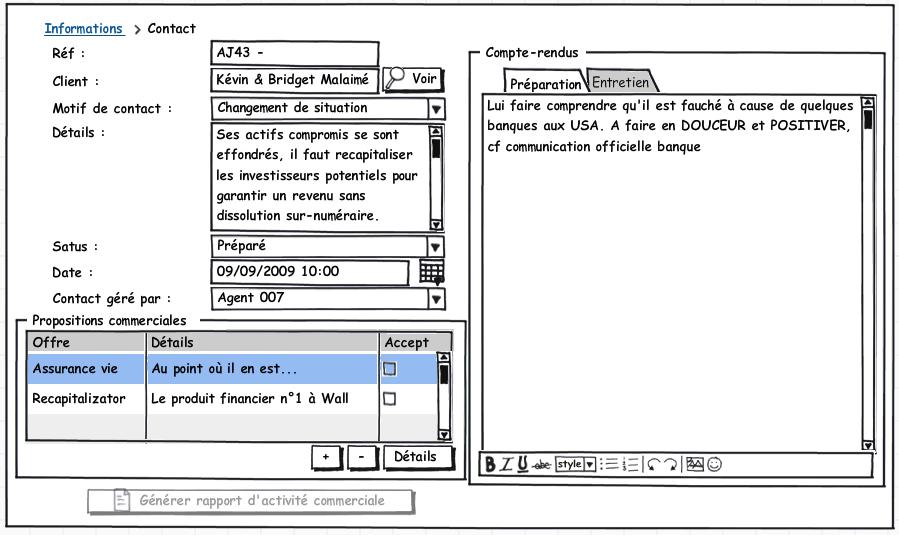 Informations > Contact
Réf :
AJ43 -
Client :
Kévin & Bridget Malaimé
Voir
Motif de contact :
Changement de situation
Détails :
Ses actifs compromis se sont
effondrés, il faut recapitaliser
les investisseurs potentiels pour
garantir un revenu sans
dissolution sur-numéraire.
Satus :
Préparé
Date :
09/09/2009 10:00
Contact géré par :
Agent 007
Propositions commerciales
Offre Détails Accept
Assurance vie Au point où il en est...
Recapitalizator Le produit financier n°1 à Wall
+ - Détails
Générer rapport d'activité commerciale
Compte-rendus
Préparation Entretien
Lui faire comprendre qu'il est fauché à cause de quelques
banques aux USA. A faire en DOUCEUR et POSITIVER,
cf communication officielle banque
B I U abc style